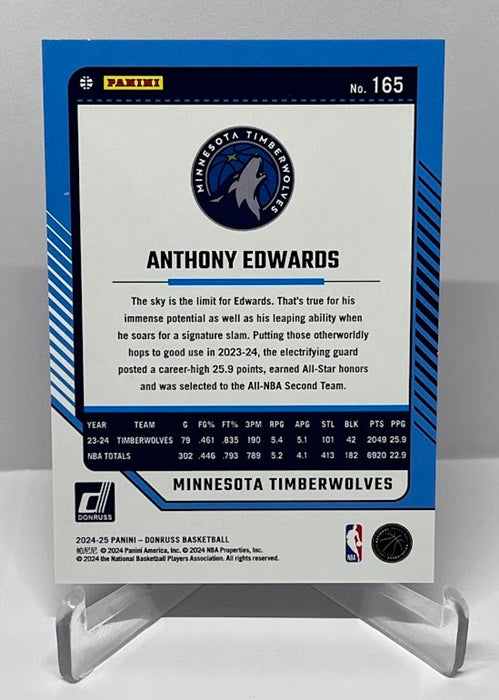 PANINI
No. 165
MINNESOTA TIMBERWOLVES
ANTHONY EDWARDS
The sky is the limit for Edwards. That's true for his
immense potential as well as his leaping ability when
he soars for a signature slam. Putting those otherworldly
hops to good use in 2023-24, the electrifying guard
posted a career-high 25.9 points, earned All-Star honors
and was selected to the All-NBA Second Team.
YEAR TEAM G FG% FT% 3PM RPG APG STL BLK PTS PPG
23-24 TIMBERWOLVES 79 .461 .835 190 5.4 5.1 101 42 2049 25.9
NBA TOTALS 302 .446 .793 789 5.2 4.1 413 182 6920 22.9
MINNESOTA TIMBERWOLVES
DONRUSS
2024-25 PANINI – DONRUSS BASKETBALL
帕尼尼 © 2024 Panini America, Inc. © 2024 NBA Properties, Inc.
© 2024 the National Basketball Players Association. All rights reserved.
NBA